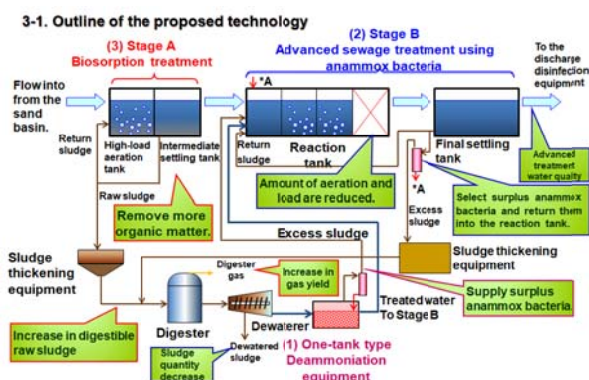 3-1. Outline of the proposed technology
(3) Stage A
Biosorption treatment
(2) Stage B
Advanced sewage treatment using
anammox bacteria
To the
discharge
disinfection
equipment
Flow into
from the
sand
basin.
*A
Return
sludge
High-load
aeration
tank
Intermediate
settling tank
Return
sludge
Reaction
tank
Final settling
tank
Advanced
treatment
water quality
*A
Raw sludge
Remove more
organic matter.
Amount of aeration and
load are reduced.
Select surplus anammox
bacteria and return them
into the reaction tank.
Excess
sludge
Excess sludge
Sludge
thickening
equipment
Digester
gas
Increase in
gas yield
Sludge thickening
equipment
Supply surplus
anammox bacteria.
Treated water
To Stage B
Digester
Dewaterer
Increase in digestible
raw sludge
Sludge
quantity
decrease
Dewatered
sludge
(1) One-tank type
Deammoniation
equipment